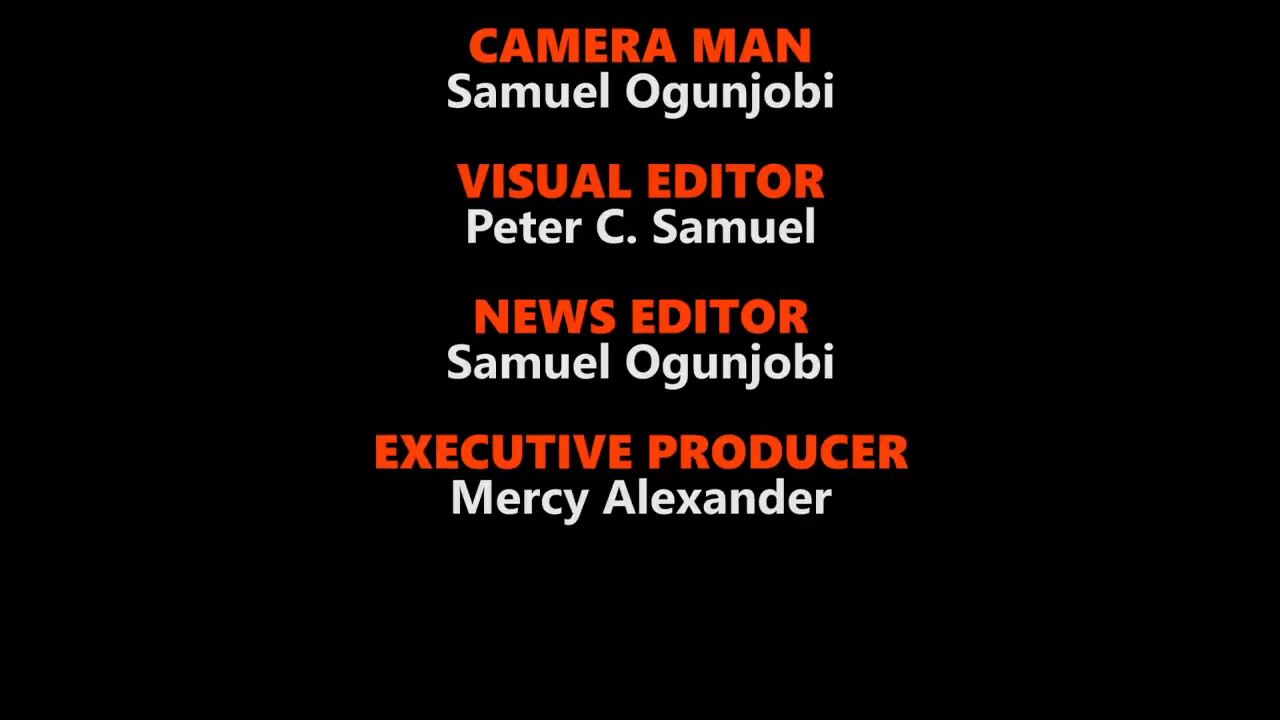 CAMERA MAN
Samuel Ogunjobi
VISUAL EDITOR
Peter C. Samuel
NEWS EDITOR
Samuel Ogunjobi
EXECUTIVE PRODUCER
Mercy Alexander